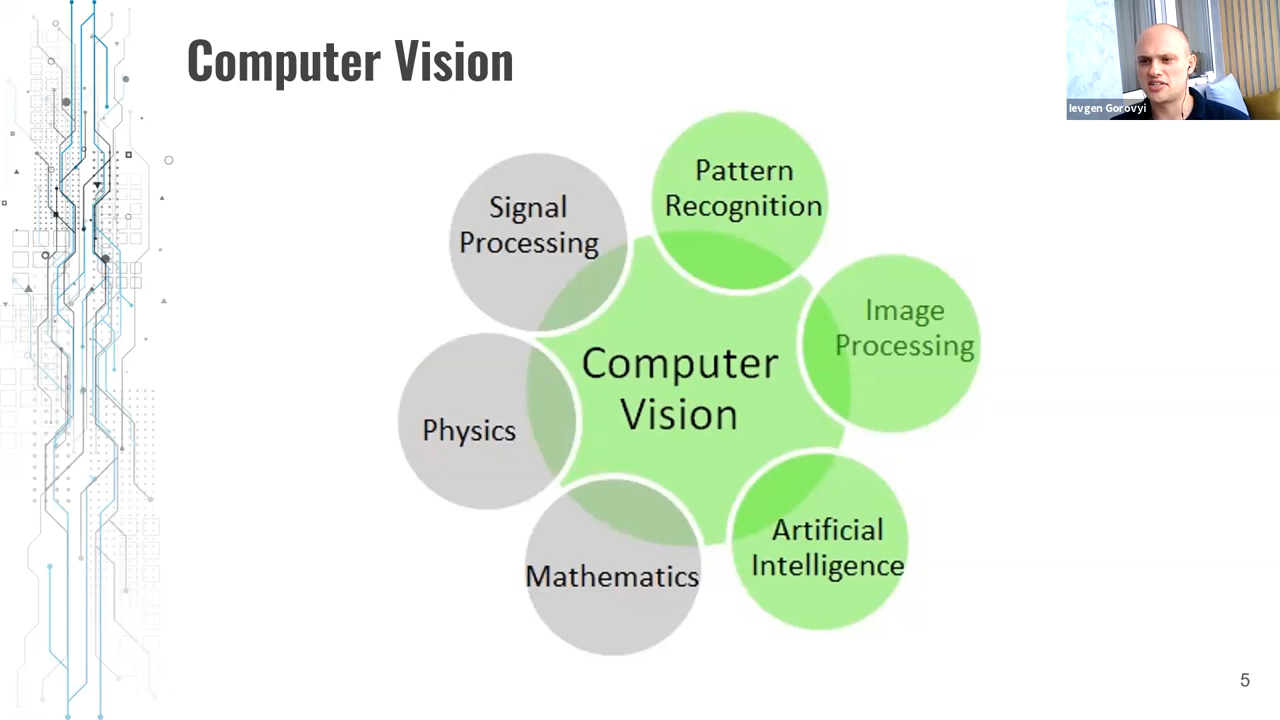 Computer Vision
Ievgen Gorovyi
Pattern
Recognition
Signal
Processing
Image
Processing
Computer
Vision
Physics
Artificial
Intelligence
Mathematics
5